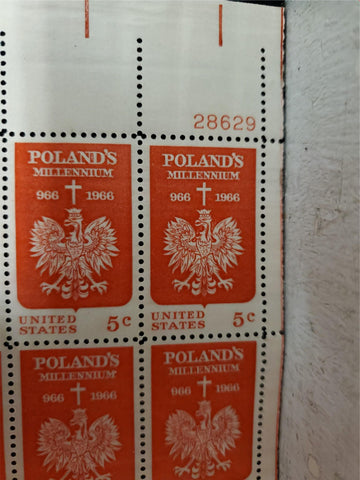 28629
POLAND'S
MILLENNIUM
966 1966
UNITED
STATES 5c
POLAND'S
MILLENNIUM
966 1966
UNITED
STATES 5c
POLAND'S
MILLENNIUM
966 1966
POLAND'S
MILLENNIUM
966 1966